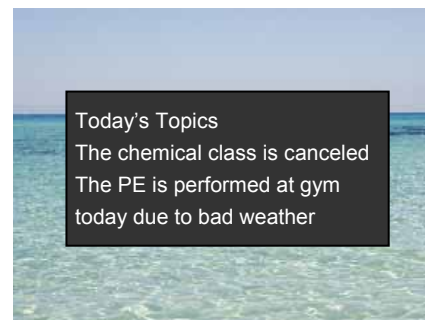 Today's Topics
The chemical class is canceled
The PE is performed at gym
today due to bad weather